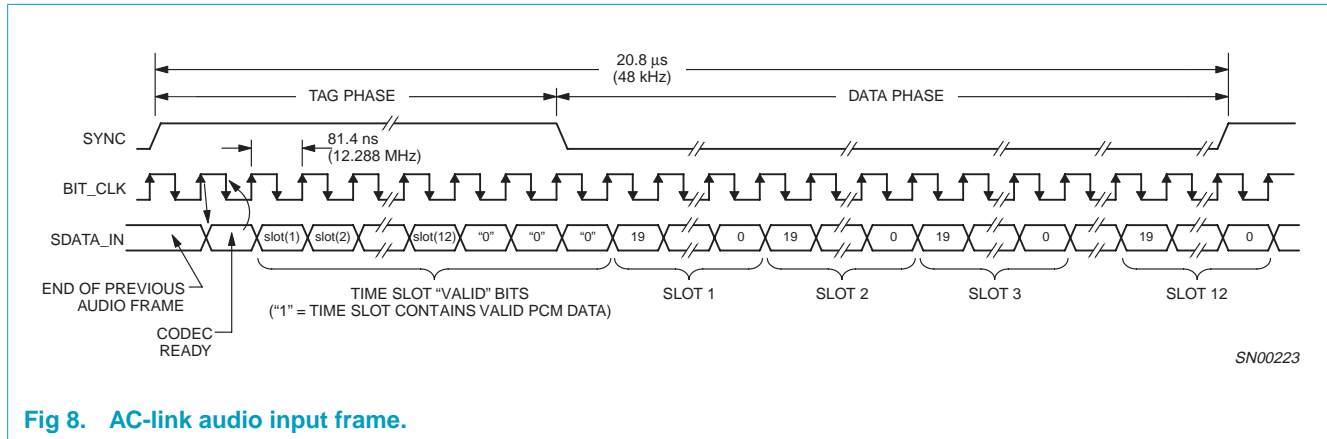 20.8 µs
(48 kHz)
TAG PHASE
DATA PHASE
SYNC
81.4 ns
(12.288 MHz)
BIT_CLK
SDATA_IN
slot(1) slot(2) slot(12) “0” “0” “0” 19 0 19 0 19 0 19 0
END OF PREVIOUS
AUDIO FRAME
CODEC
READY
TIME SLOT “VALID” BITS
(“1” = TIME SLOT CONTAINS VALID PCM DATA)
SLOT 1
SLOT 2
SLOT 3
SLOT 12
SN00223
Fig 8. AC-link audio input frame.